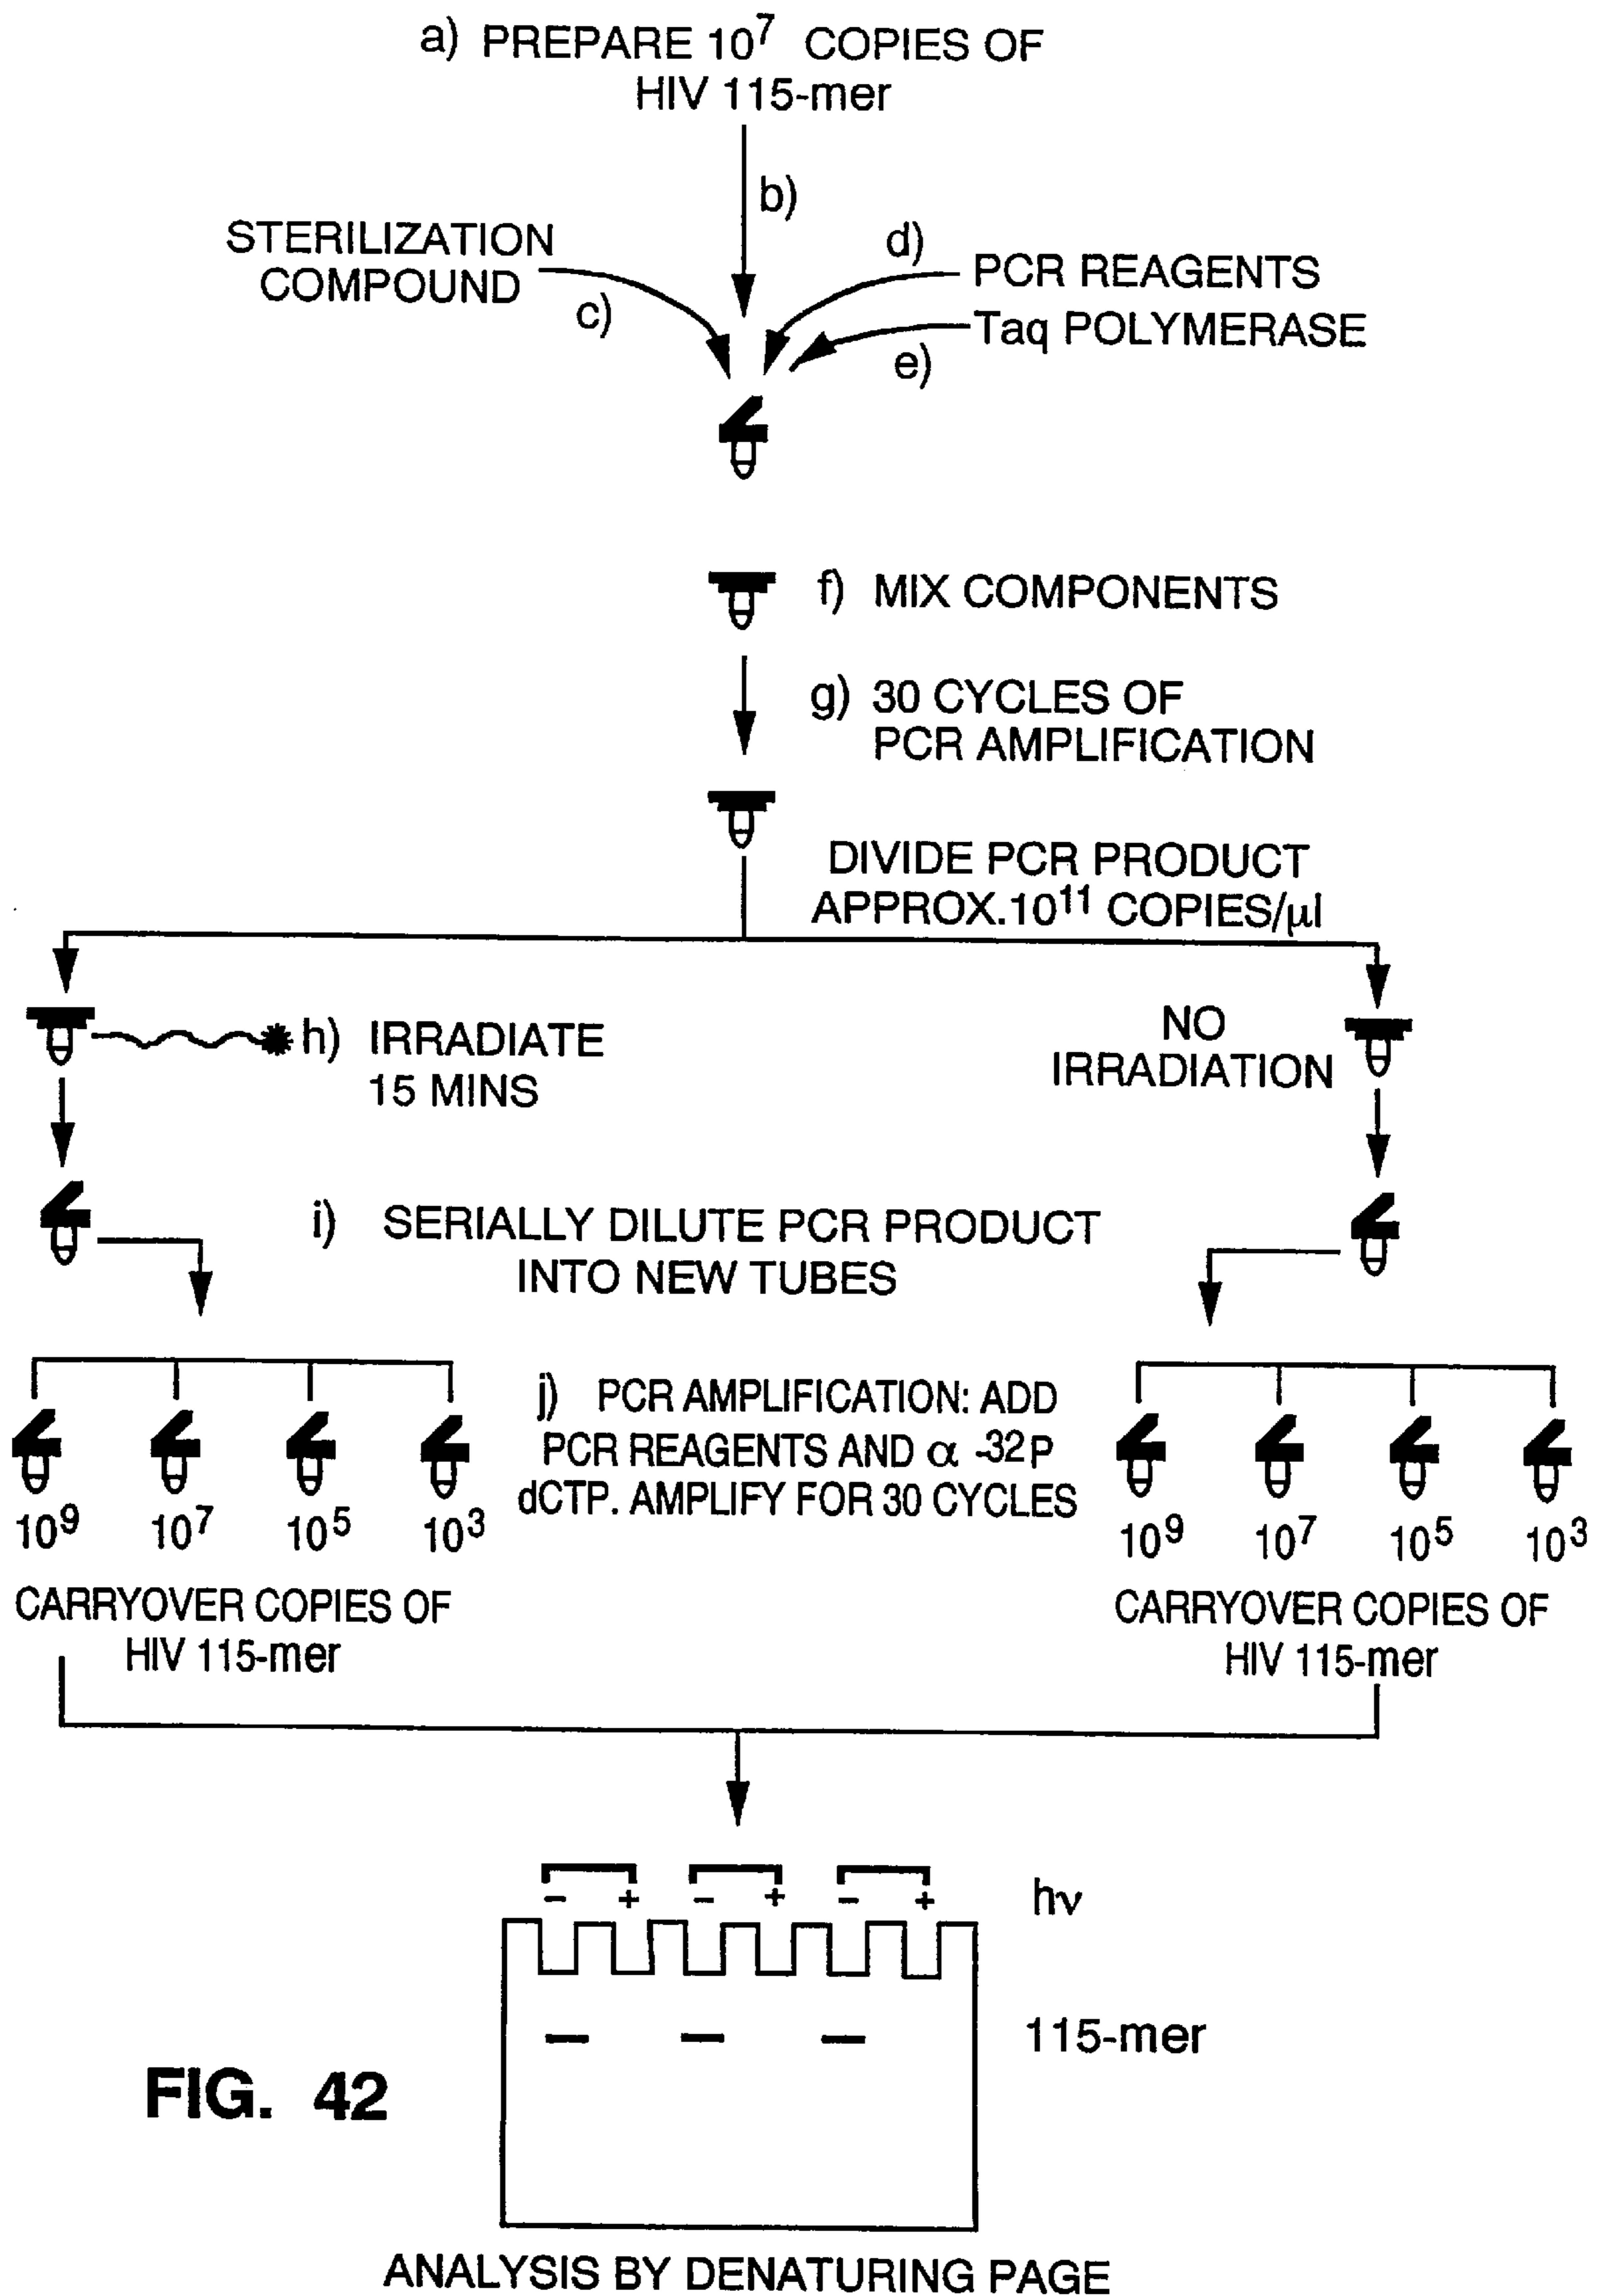 a) PREPARE 10⁷ COPIES OF
HIV 115-mer
b)
STERILIZATION
COMPOUND
c)
d)
PCR REAGENTS
Taq POLYMERASE
e)
f) MIX COMPONENTS
g) 30 CYCLES OF
PCR AMPLIFICATION
DIVIDE PCR PRODUCT
APPROX.10¹¹ COPIES/µl
h) IRRADIATE
15 MINS
NO
IRRADIATION
i) SERIALLY DILUTE PCR PRODUCT
INTO NEW TUBES
j) PCR AMPLIFICATION: ADD
PCR REAGENTS AND α -32P
dCTP. AMPLIFY FOR 30 CYCLES
10⁹ 10⁷ 10⁵ 10³
CARRYOVER COPIES OF
HIV 115-mer
10⁹ 10⁷ 10⁵ 10³
CARRYOVER COPIES OF
HIV 115-mer
- + - + - + hν
115-mer
FIG. 42
ANALYSIS BY DENATURING PAGE